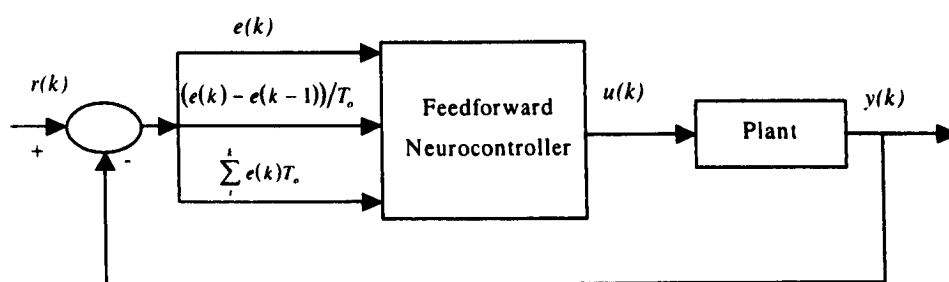 e(k)
r(k)
(e(k) - e(k-1))/T_o
Feedforward
Neurocontroller
u(k)
Plant
y(k)
+
-
k
∑ e(k)T_o
i